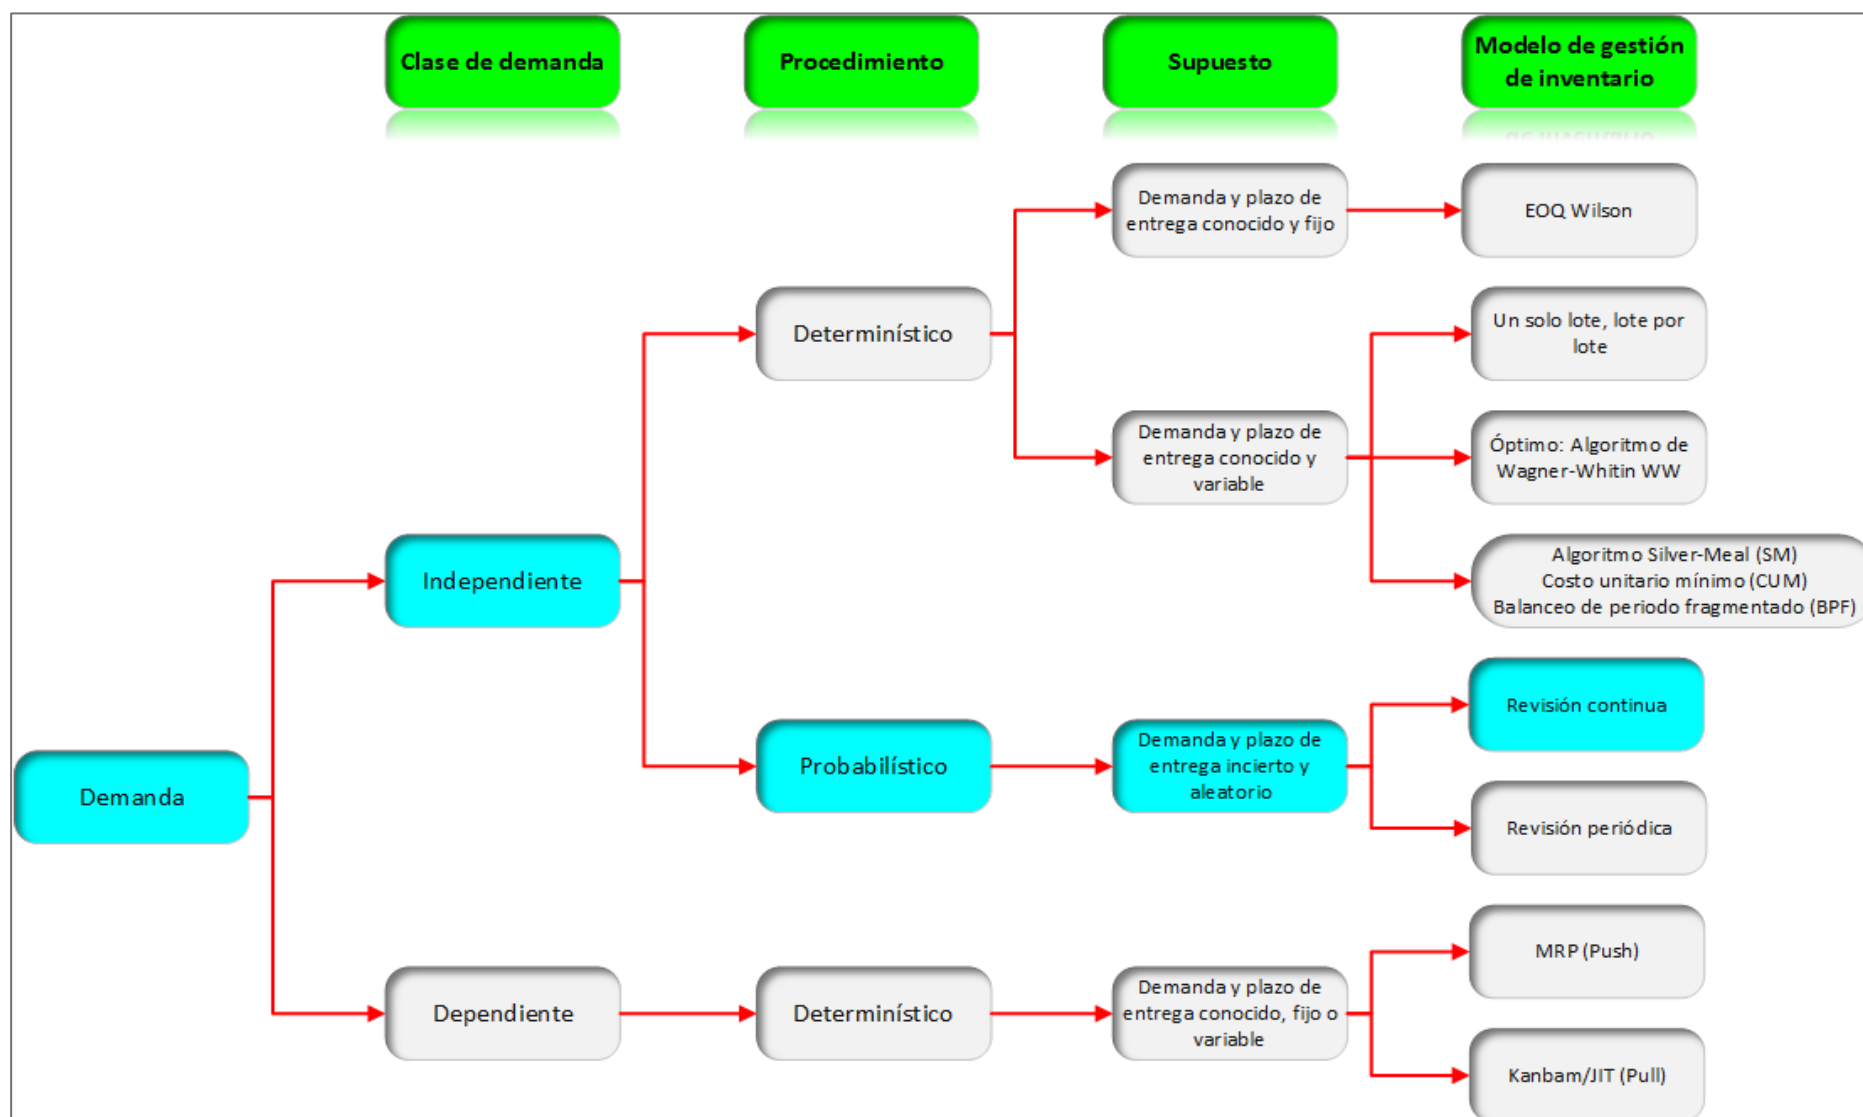 Clase de demanda
Procedimiento
Supuesto
Modelo de gestión
de inventario
Demanda y plazo de
entrega conocido y fijo
EOQ Wilson
Determinístico
Un solo lote, lote por
lote
Demanda y plazo de
entrega conocido y
variable
Óptimo: Algoritmo de
Wagner-Whitin WW
Independiente
Algoritmo Silver-Meal (SM)
Costo unitario mínimo (CUM)
Balanceo de periodo fragmentado (BPF)
Demanda
Probabilístico
Demanda y plazo de
entrega incierto y
aleatorio
Revisión continua
Revisión periódica
Dependiente
Determinístico
Demanda y plazo de
entrega conocido, fijo o
variable
MRP (Push)
Kanbam/JIT (Pull)